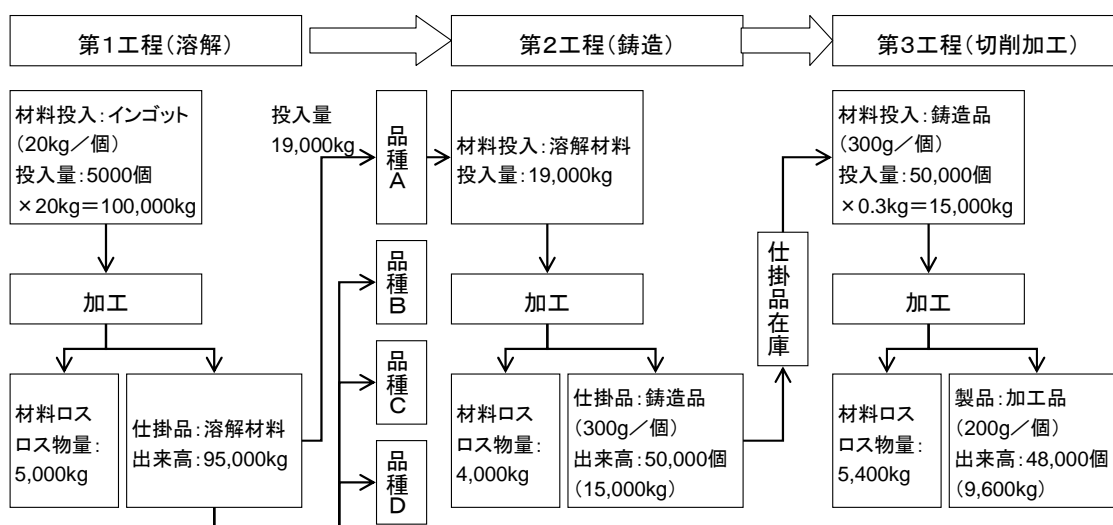 第1工程(溶解)
第2工程(鋳造)
第3工程(切削加工)
材料投入:インゴット
(20kg/個)
投入量:5000個
×20kg=100,000kg
加工
材料ロス
ロス物量:
5,000kg
仕掛品:溶解材料
出来高:95,000kg
投入量
19,000kg
品種A
品種B
品種C
品種D
材料投入:溶解材料
投入量:19,000kg
加工
材料ロス
ロス物量:
4,000kg
仕掛品:鋳造品
(300g/個)
出来高:50,000個
(15,000kg)
仕掛品在庫
材料投入:鋳造品
(300g/個)
投入量:50,000個
×0.3kg=15,000kg
加工
材料ロス
ロス物量:
5,400kg
製品:加工品
(200g/個)
出来高:48,000個
(9,600kg)